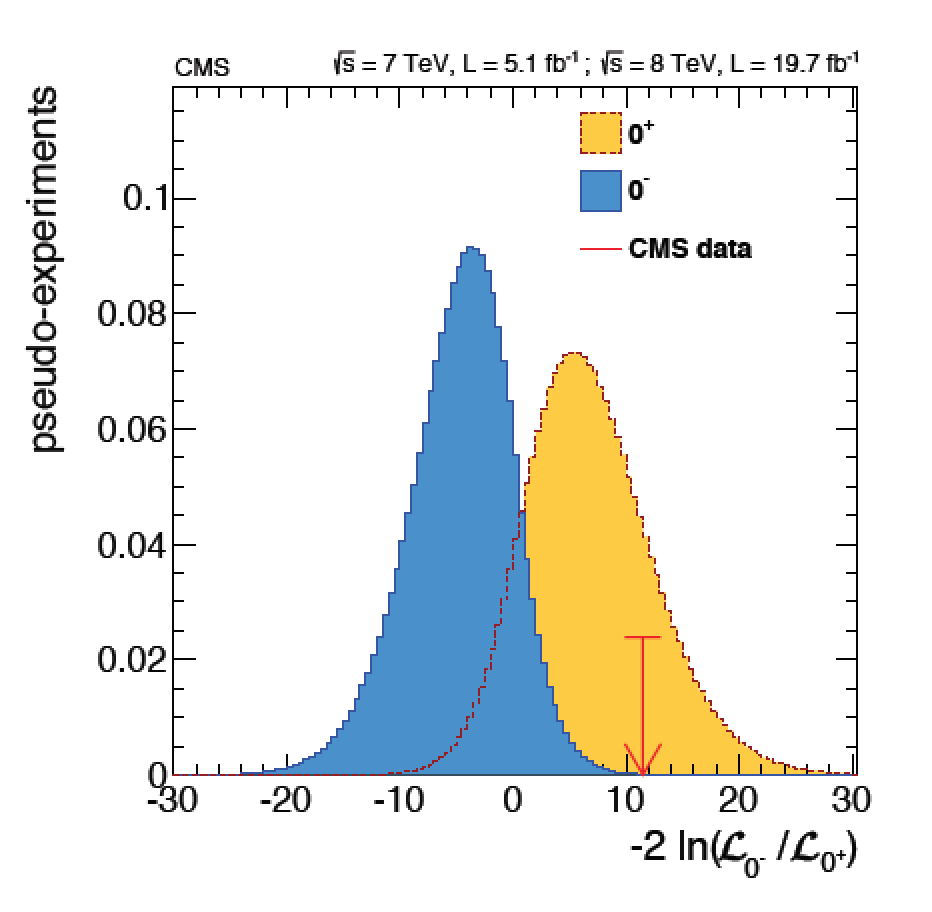 CMS √s = 7 TeV, L = 5.1 fb⁻¹ ; √s = 8 TeV, L = 19.7 fb⁻¹
pseudo-experiments
0⁺
0⁻
CMS data
0.1
0.08
0.06
0.04
0.02
0
-30 -20 -10 0 10 20 30
-2 ln(ℒ₀₋ /ℒ₀₊)